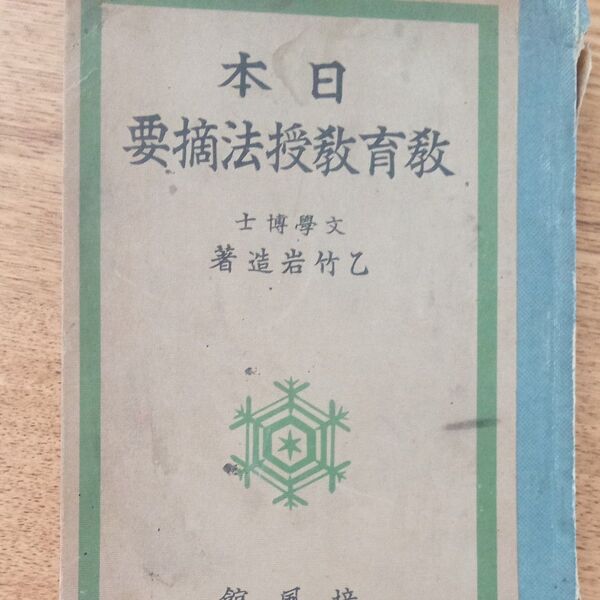 日本
教育教授法摘要
文學博士
乙竹岩造著
培風館